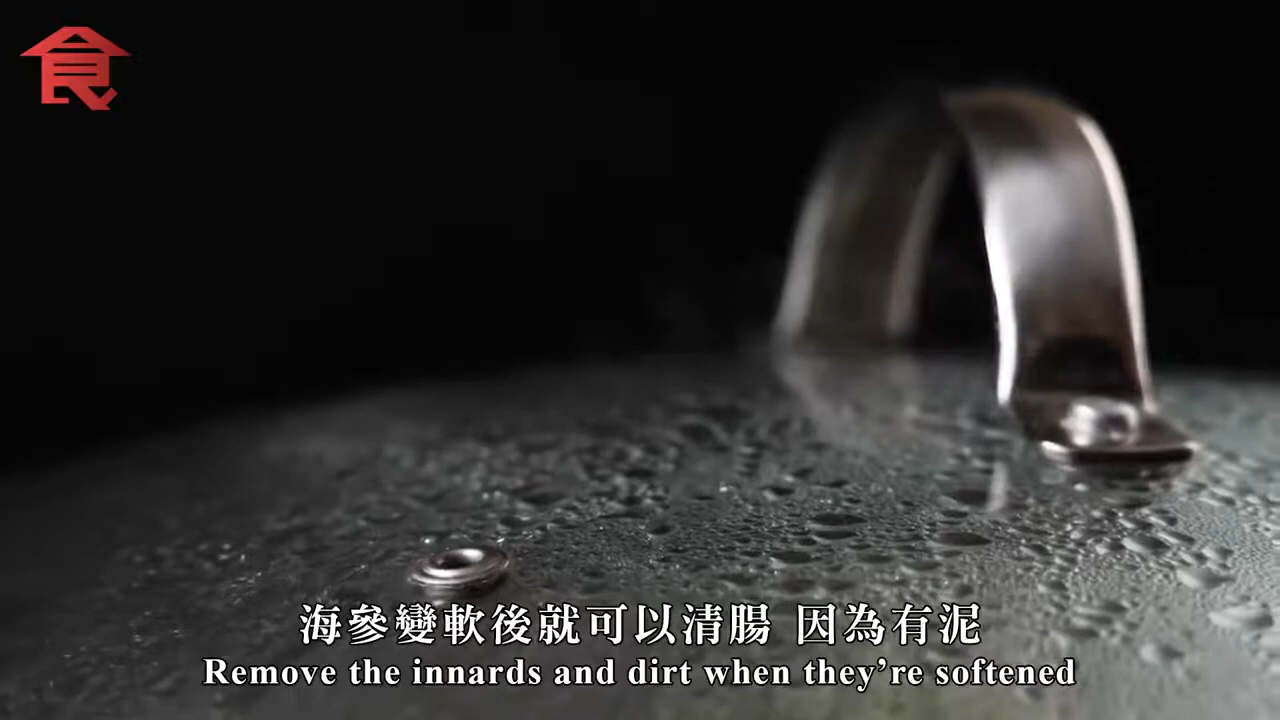 食
海參變軟後就可以清腸 因為有泥
Remove the innards and dirt when they're softened